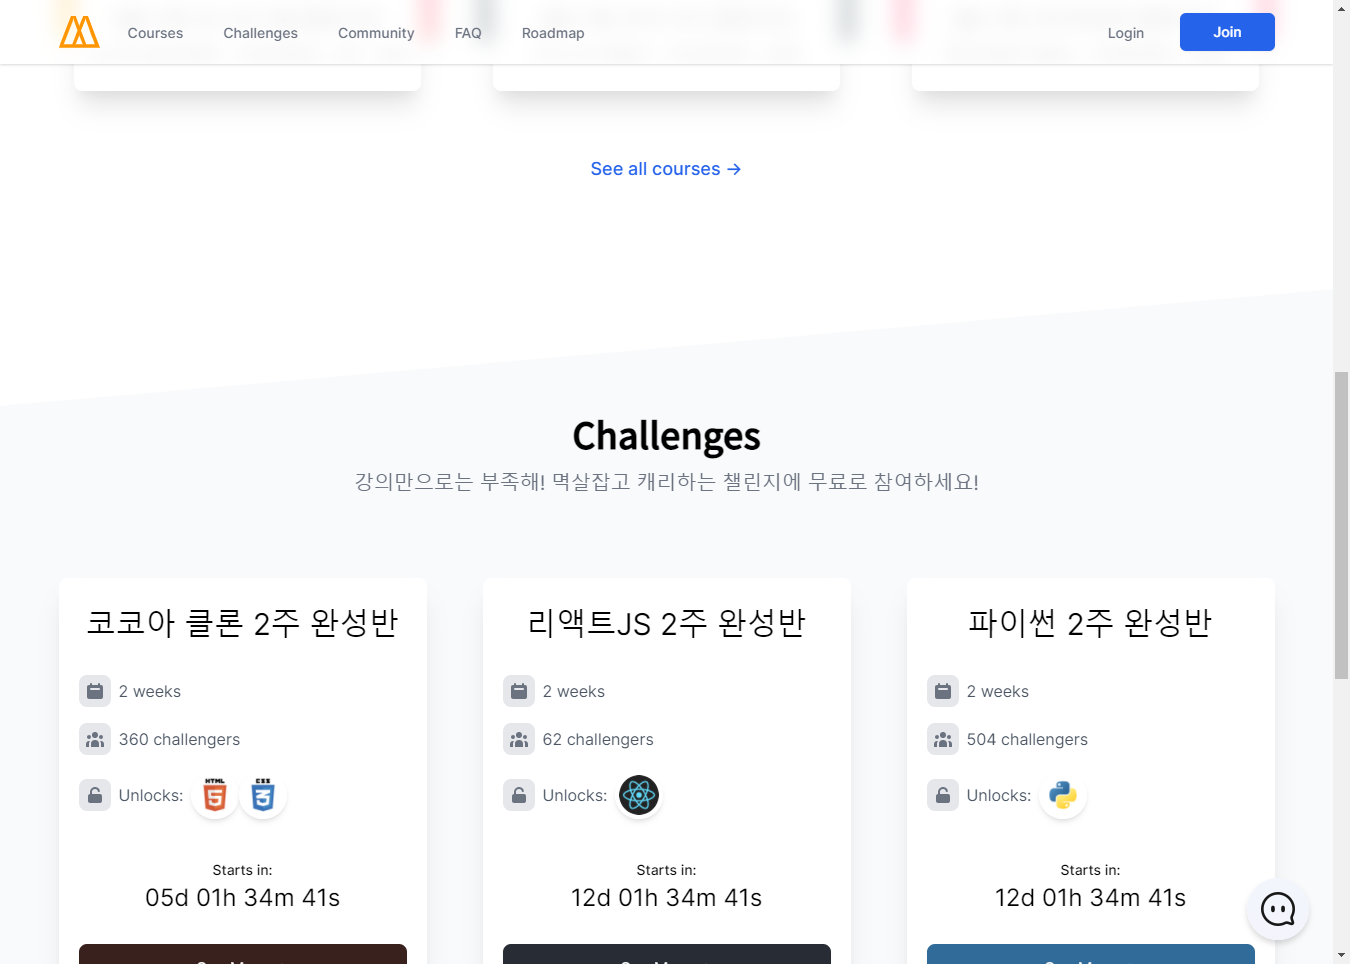 Courses Challenges Community FAQ Roadmap Login Join
See all courses →
Challenges
강의만으로는 부족해! 멱살잡고 캐리하는 챌린지에 무료로 참여하세요!
코코아 클론 2주 완성반
2 weeks
360 challengers
Unlocks: HTML 5 CSS 3
Starts in:
05d 01h 34m 41s
리액트JS 2주 완성반
2 weeks
62 challengers
Unlocks:
Starts in:
12d 01h 34m 41s
파이썬 2주 완성반
2 weeks
504 challengers
Unlocks:
Starts in:
12d 01h 34m 41s